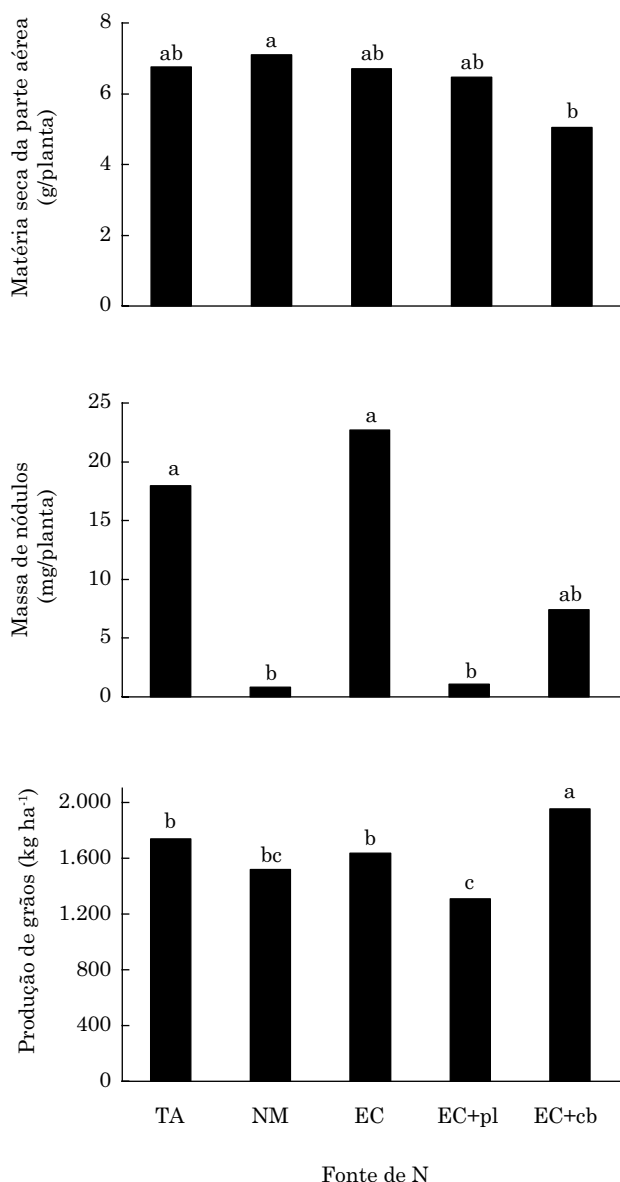 Matéria seca da parte aérea
(g/planta)
8
6
4
2
0
ab
a
ab
ab
b
Massa de nódulos
(mg/planta)
25
20
15
10
5
0
a
b
a
b
ab
Produção de grãos (kg ha-1)
2.000
1.600
1.200
800
400
0
b
bc
b
c
a
TA NM EC EC+pl EC+cb
Fonte de N